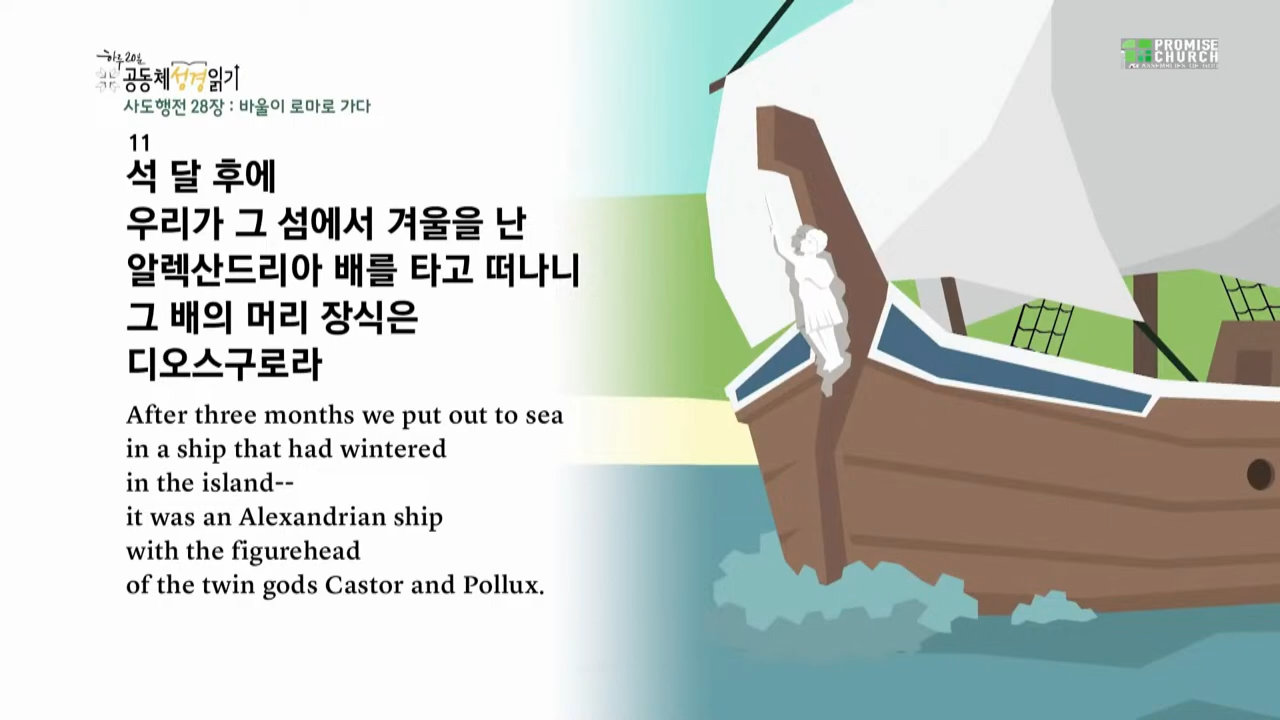 하루 20분
공동체성경읽기
사도행전 28장 : 바울이 로마로 가다
PROMISE
CHURCH
ASSEMBLIES OF GOD
11
석 달 후에
우리가 그 섬에서 겨울을 난
알렉산드리아 배를 타고 떠나니
그 배의 머리 장식은
디오스구로라
After three months we put out to sea
in a ship that had wintered
in the island--
it was an Alexandrian ship
with the figurehead
of the twin gods Castor and Pollux.